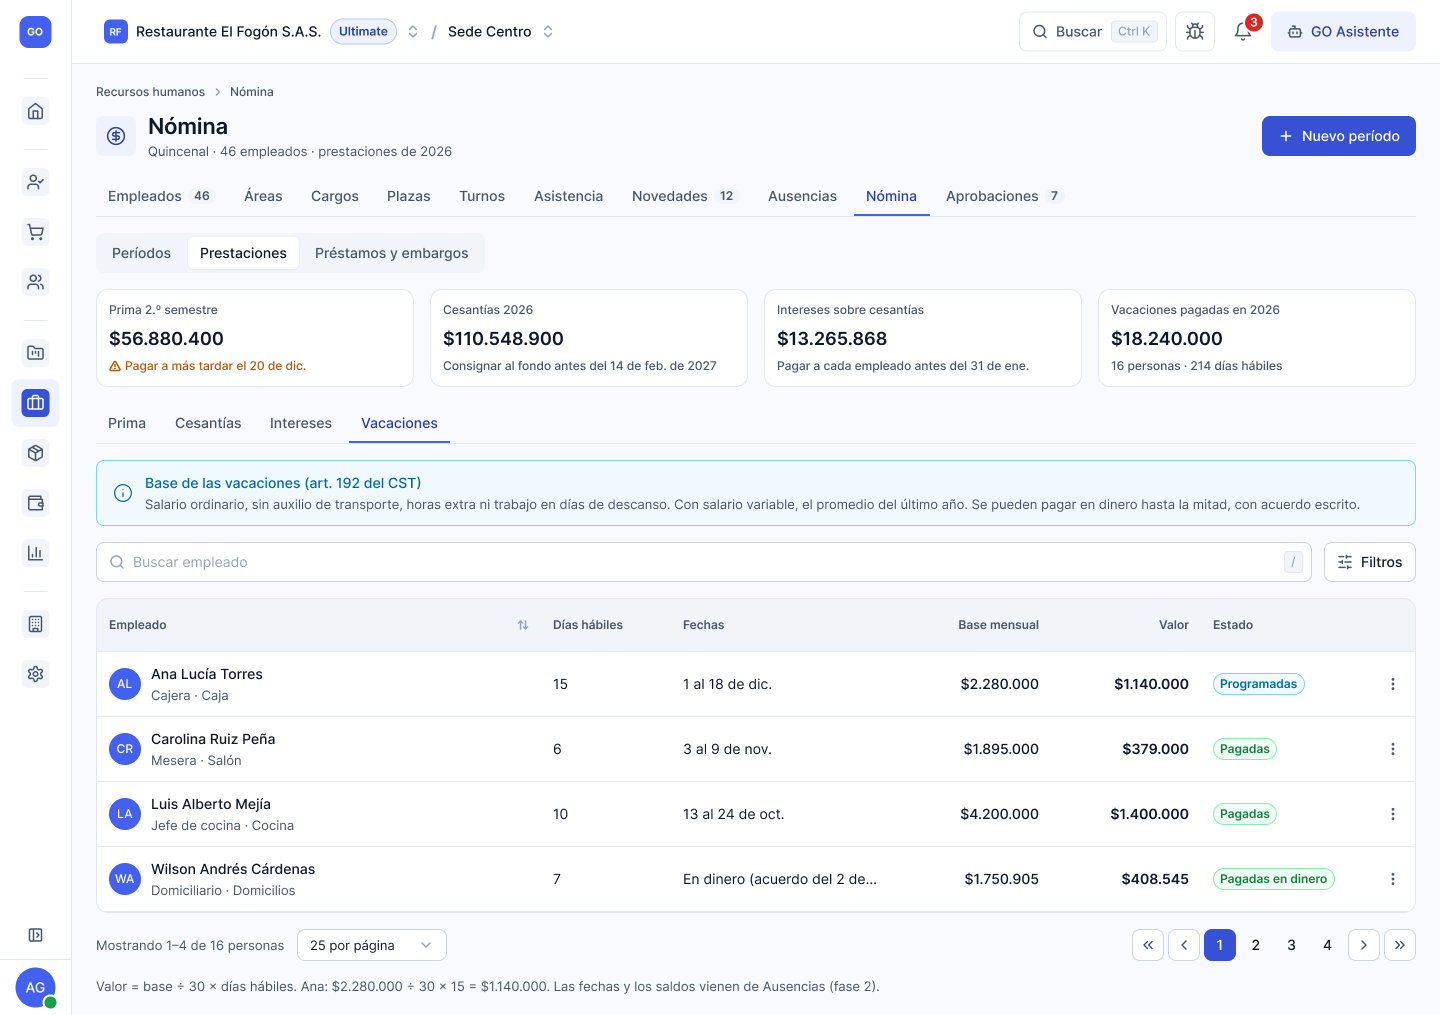 GO
RF Restaurante El Fogón S.A.S. Ultimate / Sede Centro
Buscar Ctrl K
3
GO Asistente
Recursos humanos > Nómina
Nómina
Quincenal · 46 empleados · prestaciones de 2026
+ Nuevo período
Empleados 46 Áreas Cargos Plazas Turnos Asistencia Novedades 12 Ausencias Nómina Aprobaciones 7
Períodos Prestaciones Préstamos y embargos
Prima 2.º semestre
$56.880.400
Pagar a más tardar el 20 de dic.
Cesantías 2026
$110.548.900
Consignar al fondo antes del 14 de feb. de 2027
Intereses sobre cesantías
$13.265.868
Pagar a cada empleado antes del 31 de ene.
Vacaciones pagadas en 2026
$18.240.000
16 personas · 214 días hábiles
Prima Cesantías Intereses Vacaciones
Base de las vacaciones (art. 192 del CST)
Salario ordinario, sin auxilio de transporte, horas extra ni trabajo en días de descanso. Con salario variable, el promedio del último año. Se pueden pagar en dinero hasta la mitad, con acuerdo escrito.
Buscar empleado /
Filtros
Empleado Días hábiles Fechas Base mensual Valor Estado
AL Ana Lucía Torres
Cajera · Caja
15 1 al 18 de dic. $2.280.000 $1.140.000 Programadas
CR Carolina Ruiz Peña
Mesera · Salón
6 3 al 9 de nov. $1.895.000 $379.000 Pagadas
LA Luis Alberto Mejía
Jefe de cocina · Cocina
10 13 al 24 de oct. $4.200.000 $1.400.000 Pagadas
WA Wilson Andrés Cárdenas
Domiciliario · Domicilios
7 En dinero (acuerdo del 2 de... $1.750.905 $408.545 Pagadas en dinero
Mostrando 1–4 de 16 personas 25 por página
« ‹ 1 2 3 4 › »
Valor = base ÷ 30 × días hábiles. Ana: $2.280.000 ÷ 30 × 15 = $1.140.000. Las fechas y los saldos vienen de Ausencias (fase 2).
AG